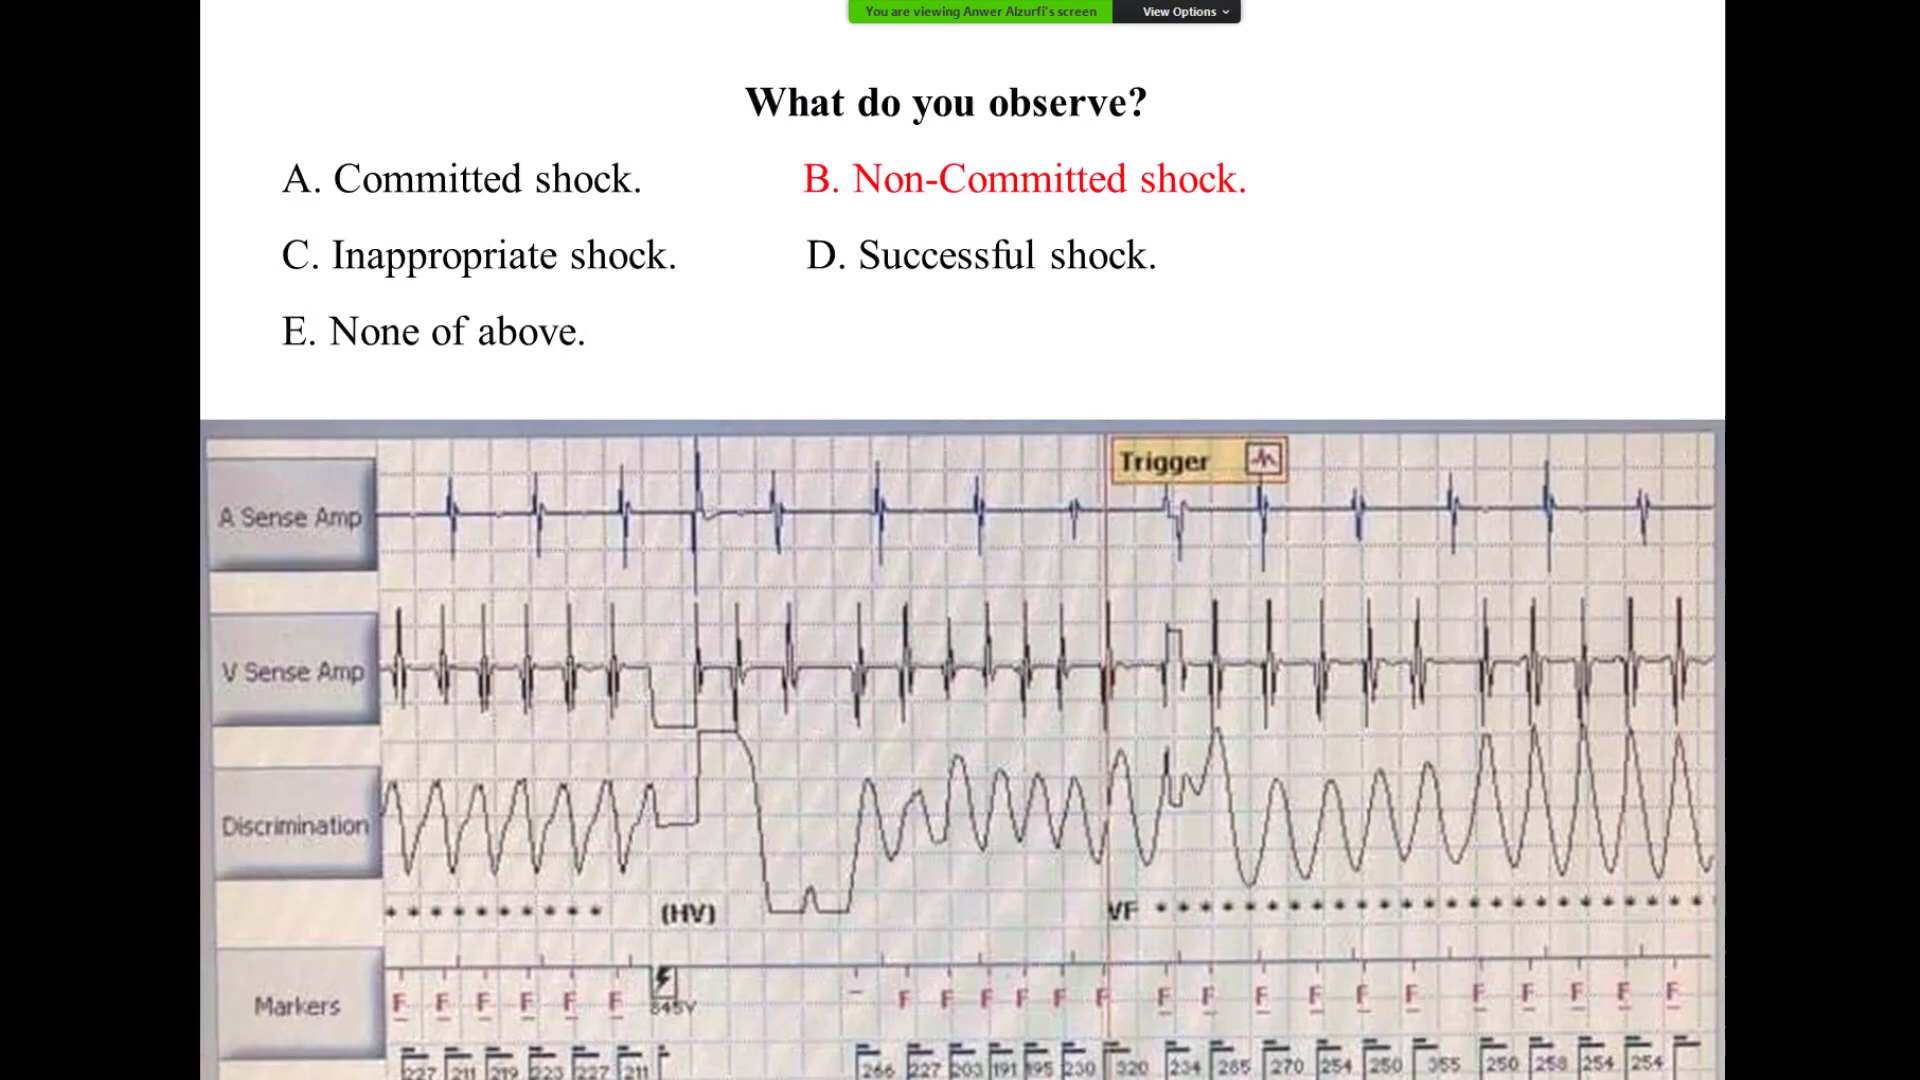 You are viewing Anwer Alzurfi's screen View Options
What do you observe?
A. Committed shock. B. Non-Committed shock.
C. Inappropriate shock. D. Successful shock.
E. None of above.
Trigger
A Sense Amp
V Sense Amp
Discrimination
(HV) VF
Markers F F F F F F F F F F F F F F F F F F F F F F F
845V
227 211 219 223 227 211 266 227 203 191 195 230 320 234 265 270 254 250 355 250 258 254 254